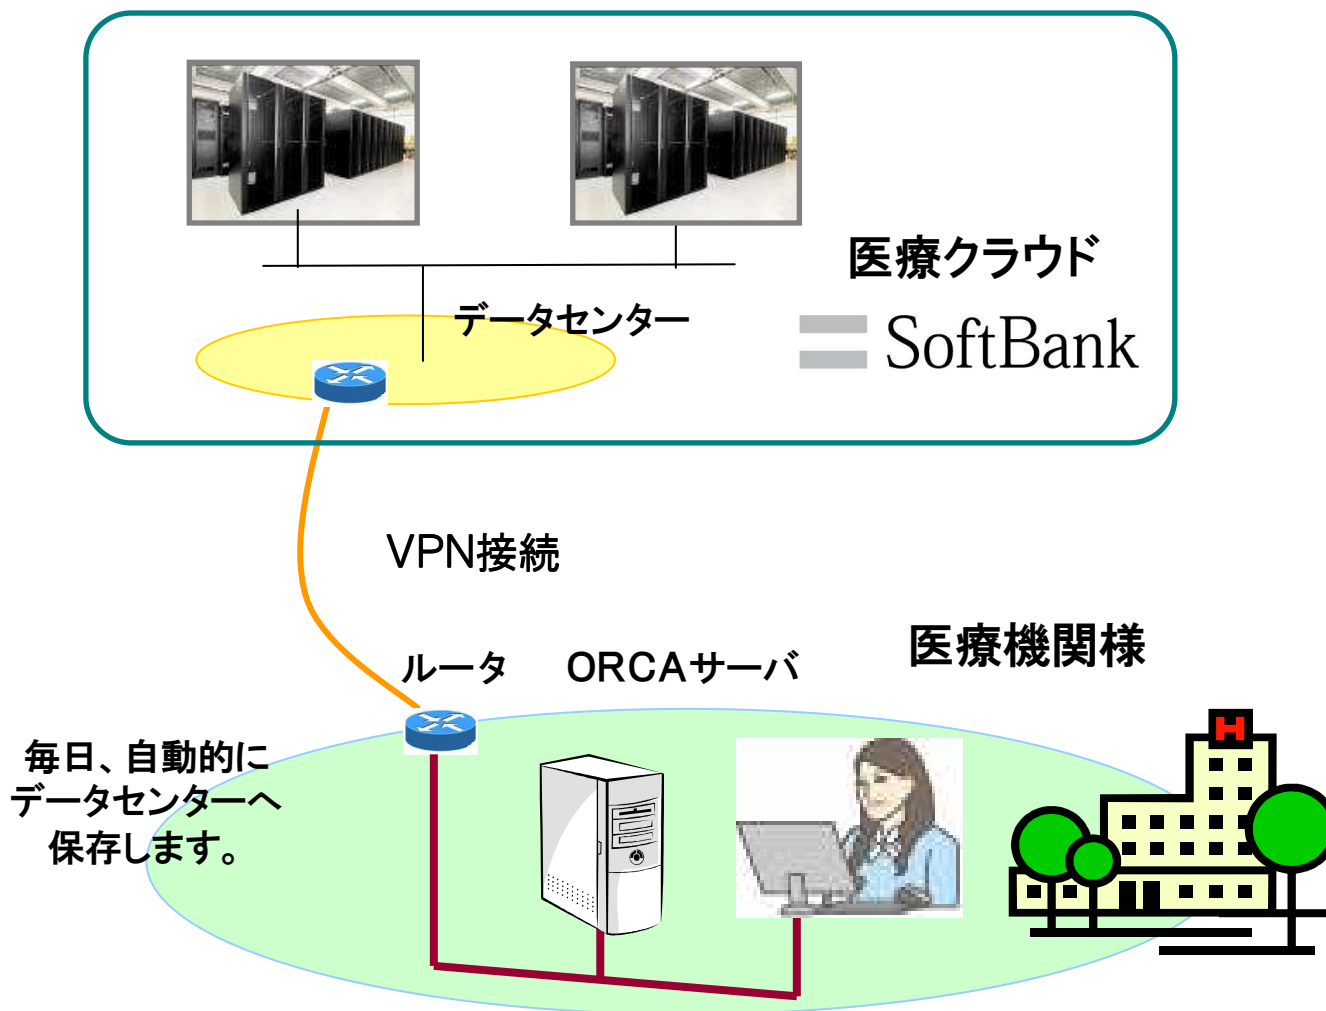 医療クラウド
データセンター
SoftBank
VPN接続
医療機関様
ルータ
ORCAサーバ
毎日、自動的に
データセンターへ
保存します。
H